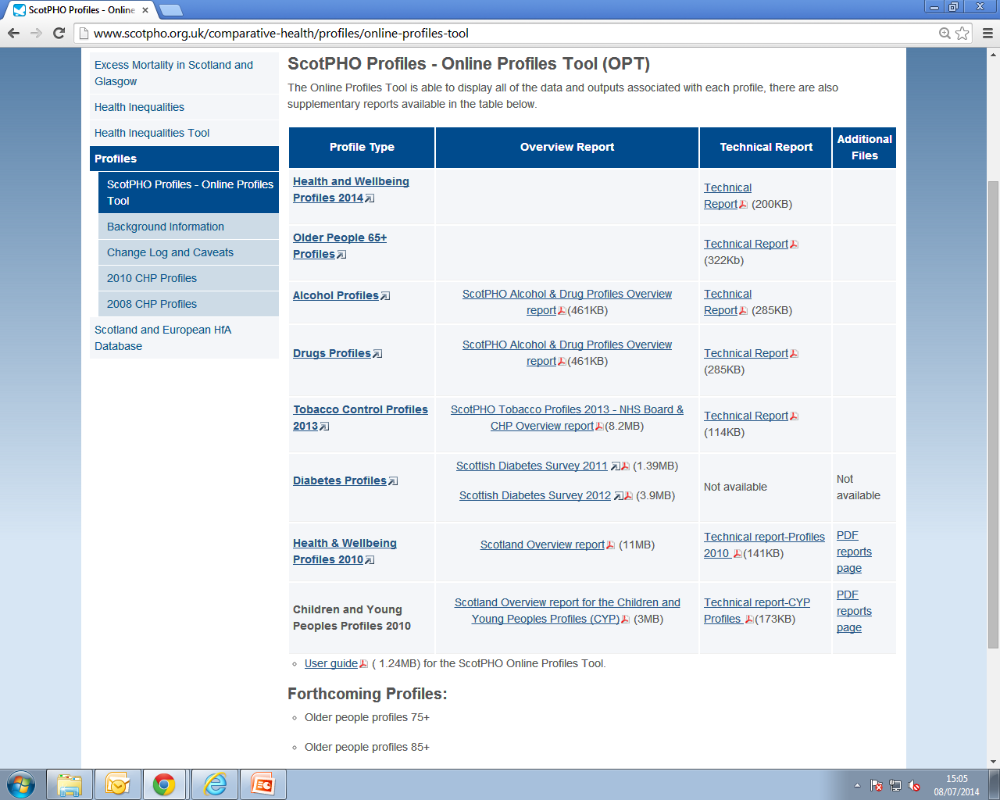 ScotPHO Profiles - Online
www.scotpho.org.uk/comparative-health/profiles/online-profiles-tool
Excess Mortality in Scotland and
Glasgow
Health Inequalities
Health Inequalities Tool
Profiles
ScotPHO Profiles - Online Profiles
Tool
Background Information
Change Log and Caveats
2010 CHP Profiles
2008 CHP Profiles
Scotland and European HfA
Database
ScotPHO Profiles - Online Profiles Tool (OPT)
The Online Profiles Tool is able to display all of the data and outputs associated with each profile, there are also
supplementary reports available in the table below.
Profile Type
Overview Report
Technical Report
Additional
Files
Health and Wellbeing
Profiles 2014
Technical
Report (200KB)
Older People 65+
Profiles
Technical Report
(322Kb)
Alcohol Profiles
ScotPHO Alcohol & Drug Profiles Overview
report (461KB)
Technical
Report (285KB)
Drugs Profiles
ScotPHO Alcohol & Drug Profiles Overview
report (461KB)
Technical Report
(285KB)
Tobacco Control Profiles
2013
ScotPHO Tobacco Profiles 2013 - NHS Board &
CHP Overview report (8.2MB)
Technical Report
(114KB)
Diabetes Profiles
Scottish Diabetes Survey 2011 (1.39MB)
Scottish Diabetes Survey 2012 (3.9MB)
Not available
Not
available
Health & Wellbeing
Profiles 2010
Scotland Overview report (11MB)
Technical report-Profiles
2010 (141KB)
PDF
reports
page
Children and Young
Peoples Profiles 2010
Scotland Overview report for the Children and
Young Peoples Profiles (CYP) (3MB)
Technical report-CYP
Profiles (173KB)
PDF
reports
page
User guide ( 1.24MB) for the ScotPHO Online Profiles Tool.
Forthcoming Profiles:
Older people profiles 75+
Older people profiles 85+
15:05
08/07/2014